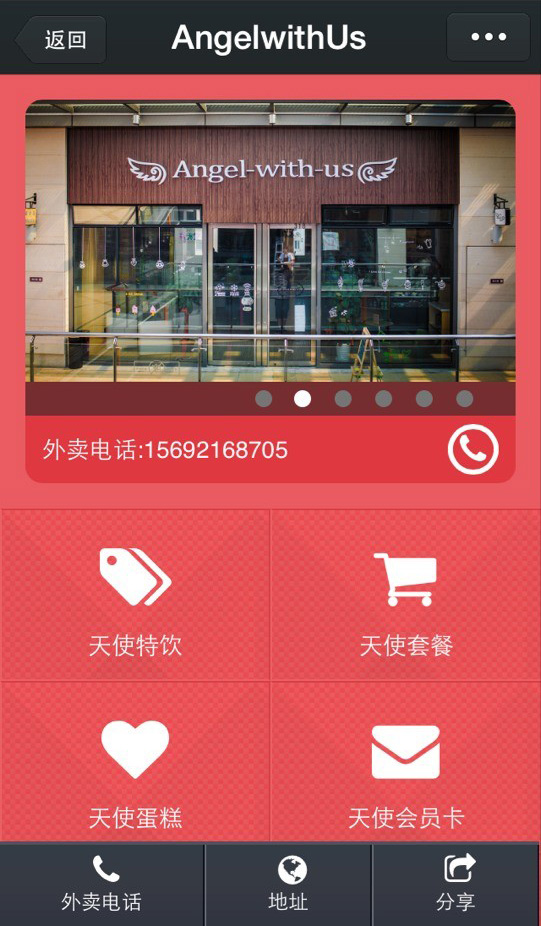 返回
AngelwithUs
Angel-with-us
外卖电话:15692168705
天使特饮
天使套餐
天使蛋糕
天使会员卡
外卖电话
地址
分享